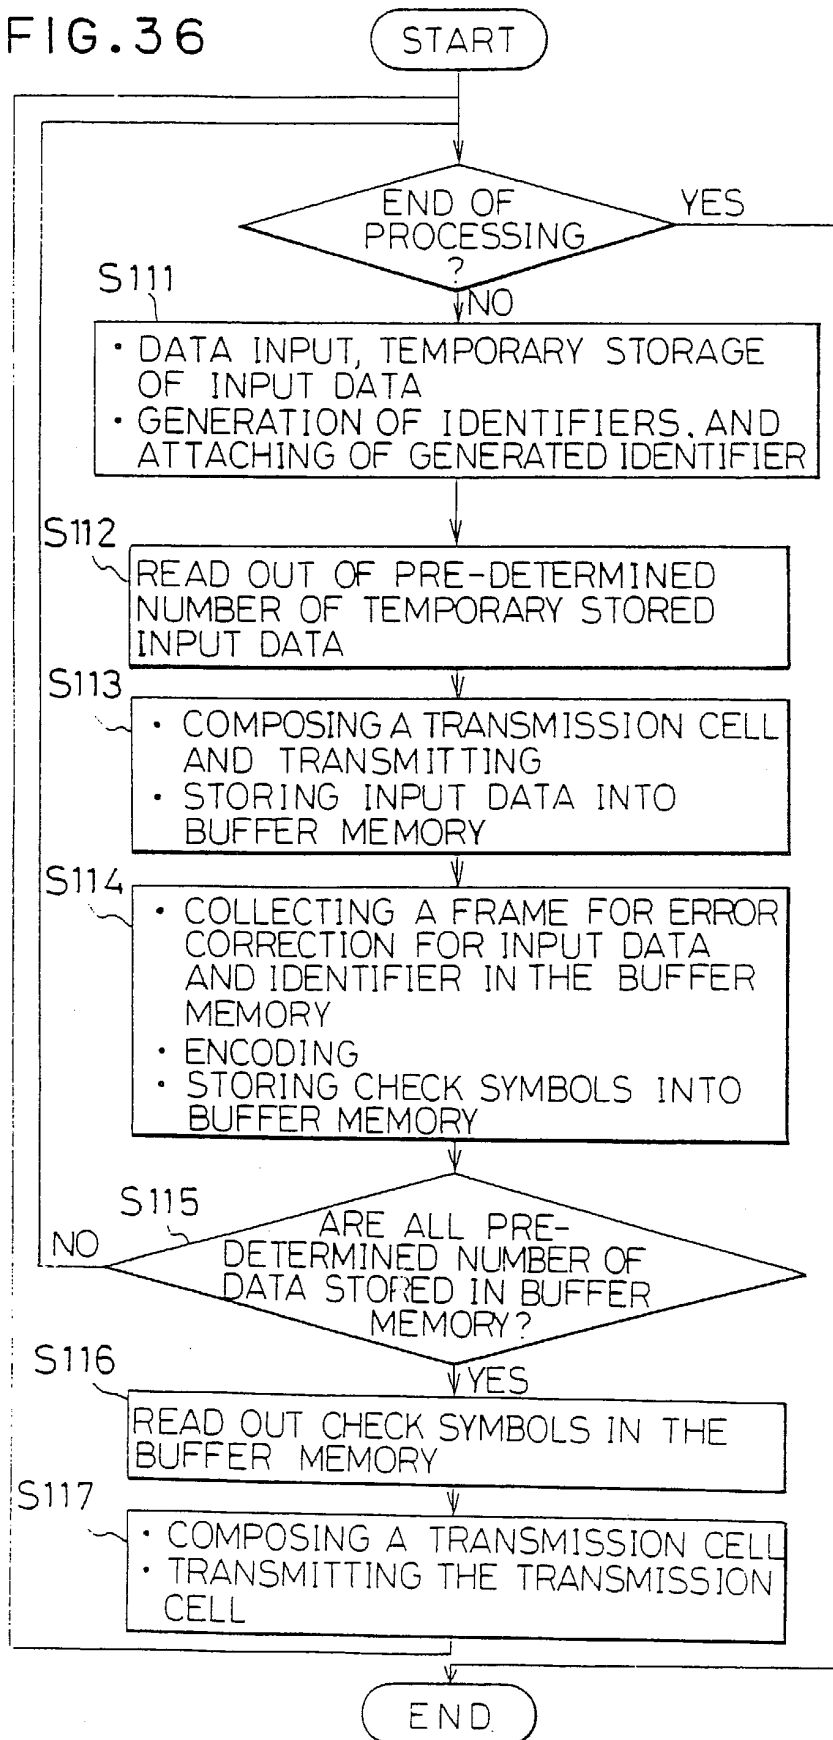 FIG.36
START
END OF
PROCESSING
?
YES
NO
S111
· DATA INPUT, TEMPORARY STORAGE
OF INPUT DATA
· GENERATION OF IDENTIFIERS. AND
ATTACHING OF GENERATED IDENTIFIER
S112
READ OUT OF PRE-DETERMINED
NUMBER OF TEMPORARY STORED
INPUT DATA
S113
· COMPOSING A TRANSMISSION CELL
AND TRANSMITTING
· STORING INPUT DATA INTO
BUFFER MEMORY
S114
· COLLECTING A FRAME FOR ERROR
CORRECTION FOR INPUT DATA
AND IDENTIFIER IN THE BUFFER
MEMORY
· ENCODING
· STORING CHECK SYMBOLS INTO
BUFFER MEMORY
S115
NO
ARE ALL PRE-
DETERMINED NUMBER OF
DATA STORED IN BUFFER
MEMORY?
YES
S116
READ OUT CHECK SYMBOLS IN THE
BUFFER MEMORY
S117
· COMPOSING A TRANSMISSION CELL
· TRANSMITTING THE TRANSMISSION
CELL
END